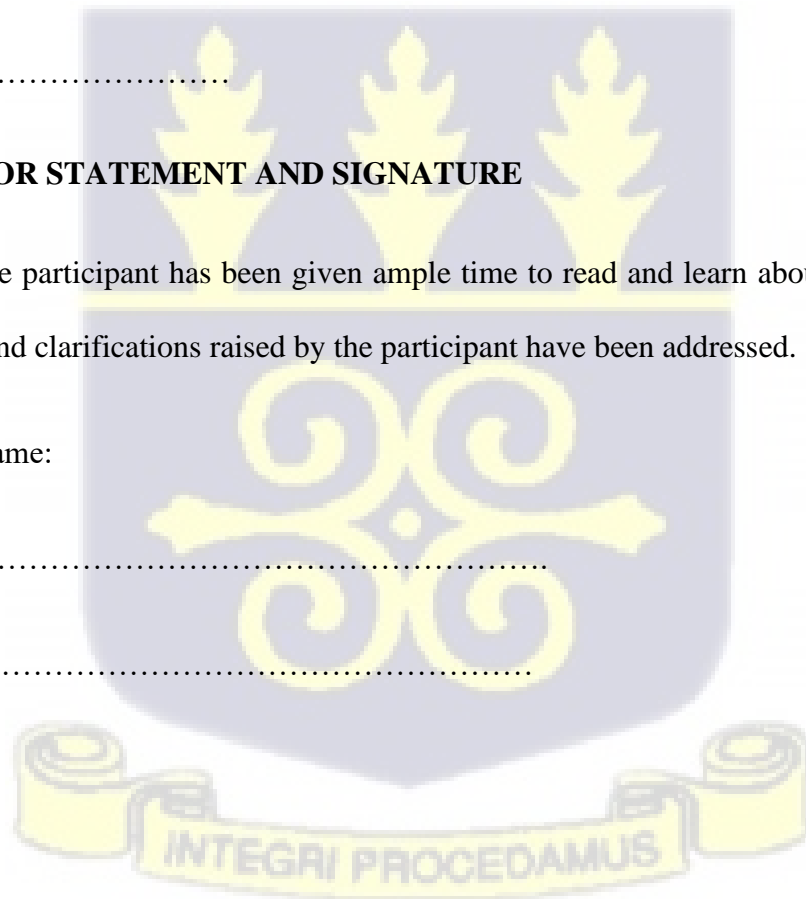 ……………………
OR STATEMENT AND SIGNATURE
e participant has been given ample time to read and learn abou
nd clarifications raised by the participant have been addressed.
ame:
…………………………………………………..
………………………………………………
INTEGRI PROCEDAMUS